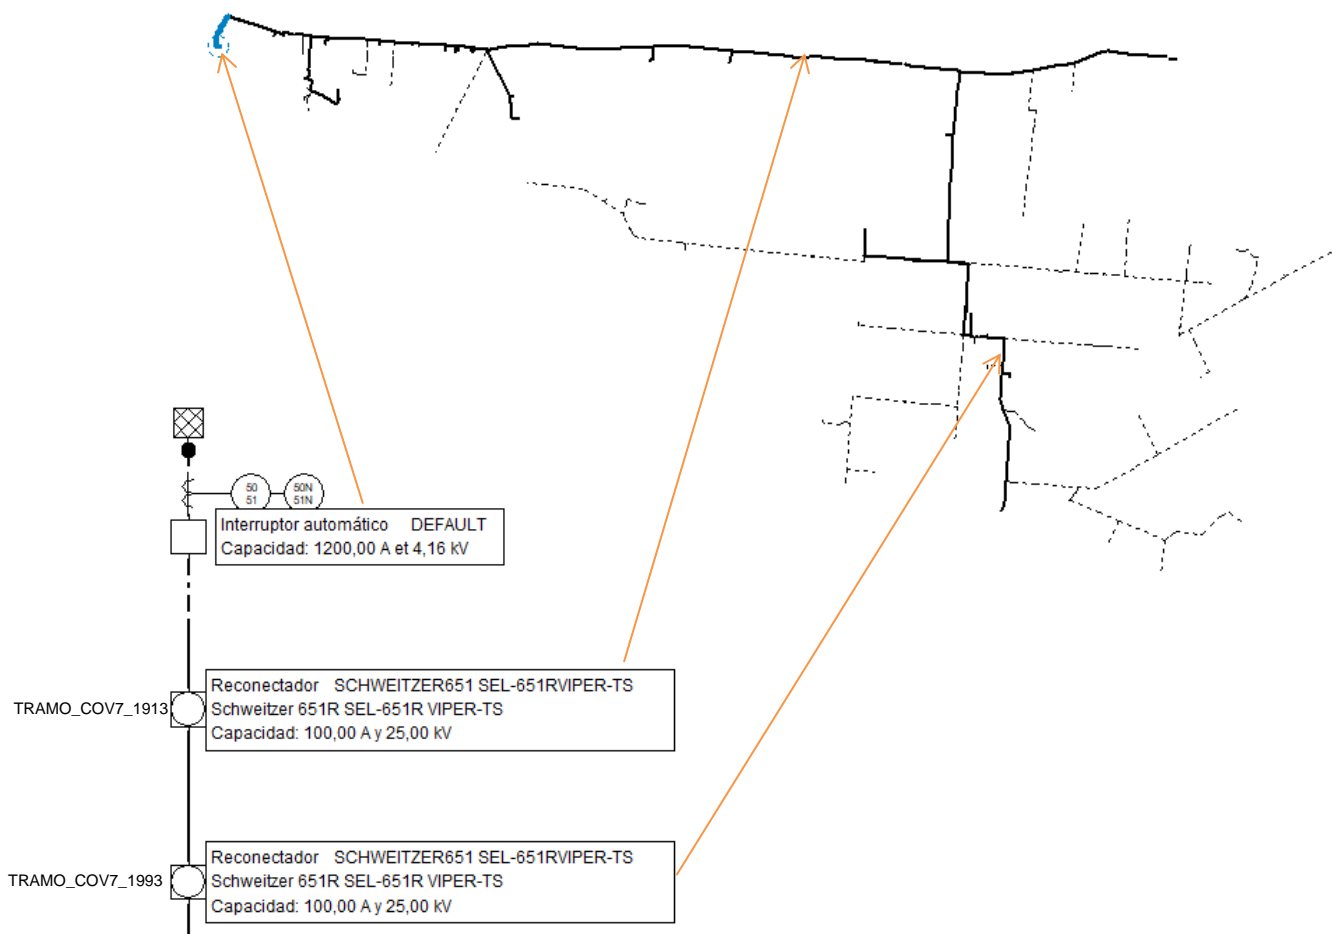 50
51
50N
51N
Interruptor automático DEFAULT
Capacidad: 1200,00 A et 4,16 kV
TRAMO_COV7_1913
Reconectador SCHWEITZER651 SEL-651RVIPER-TS
Schweitzer 651R SEL-651R VIPER-TS
Capacidad: 100,00 A y 25,00 kV
TRAMO_COV7_1993
Reconectador SCHWEITZER651 SEL-651RVIPER-TS
Schweitzer 651R SEL-651R VIPER-TS
Capacidad: 100,00 A y 25,00 kV